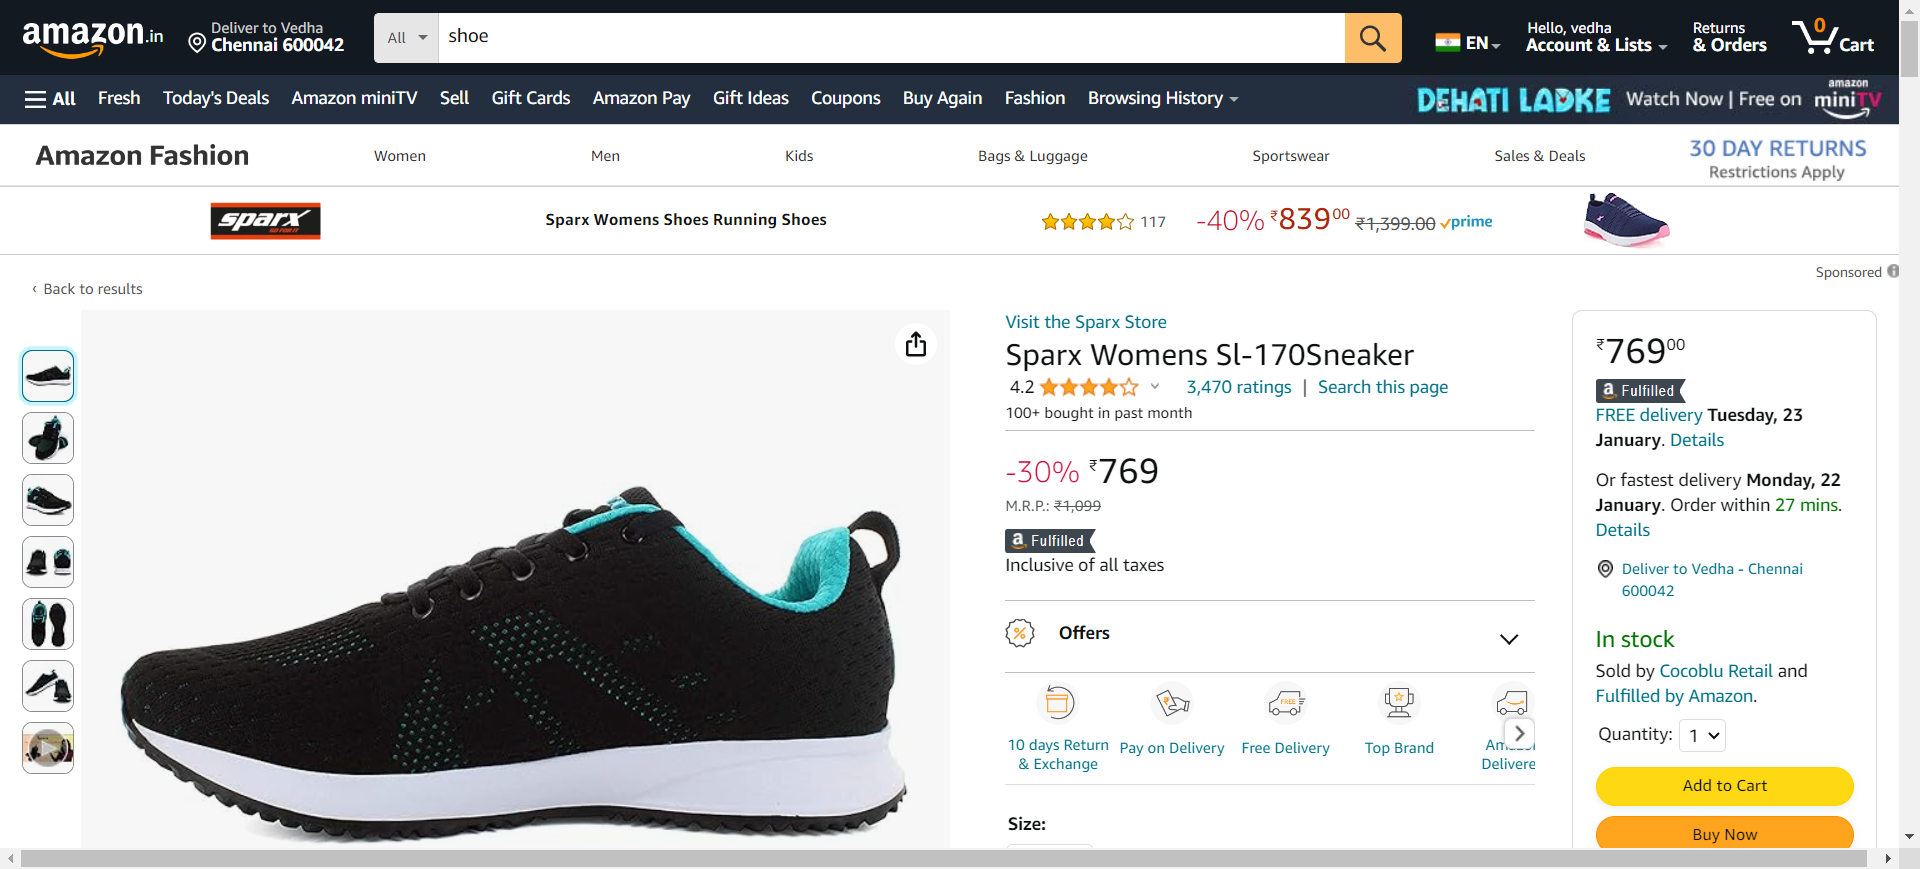 amazon.in
Deliver to Vedha
Chennai 600042
All
shoe
EN
Hello, vedha
Account & Lists
Returns
& Orders
0
Cart
All
Fresh
Today's Deals
Amazon miniTV
Sell
Gift Cards
Amazon Pay
Gift Ideas
Coupons
Buy Again
Fashion
Browsing History
DEHATI LADKE
Watch Now | Free on
amazon
miniTV
Amazon Fashion
Women
Men
Kids
Bags & Luggage
Sportswear
Sales & Deals
30 DAY RETURNS
Restrictions Apply
sparx
GO FOR IT
Sparx Womens Shoes Running Shoes
117
-40% ₹83900 ₹1,399.00 prime
Sponsored
‹ Back to results
Visit the Sparx Store
Sparx Womens Sl-170Sneaker
4.2
3,470 ratings | Search this page
100+ bought in past month
-30% ₹769
M.R.P.: ₹1,099
a Fulfilled
Inclusive of all taxes
Offers
10 days Return
& Exchange
Pay on Delivery
FREE
Free Delivery
Top Brand
Delivere
Size:
₹76900
a Fulfilled
FREE delivery Tuesday, 23
January. Details
Or fastest delivery Monday, 22
January. Order within 27 mins.
Details
Deliver to Vedha - Chennai
600042
In stock
Sold by Cocoblu Retail and
Fulfilled by Amazon.
Quantity: 1
Add to Cart
Buy Now